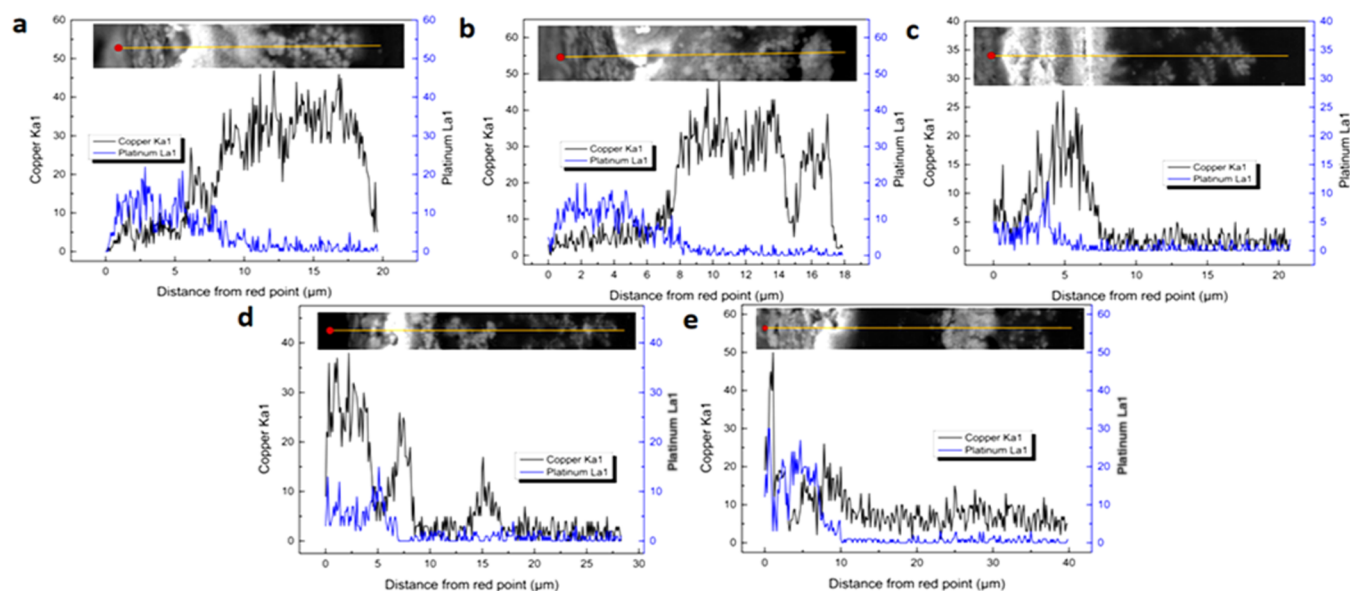 a
60
50
40
30
20
10
0
Copper Ka1
60
50
40
30
20
10
0
Platinum La1
Copper Ka1
Platinum La1
0 5 10 15 20
Distance from red point (µm)
b
60
50
40
30
20
10
0
Copper Ka1
60
50
40
30
20
10
0
Platinum La1
Copper Ka1
Platinum La1
0 2 4 6 8 10 12 14 16 18
Distance from red point (µm)
c
40
35
30
25
20
15
10
5
0
Copper Ka1
40
35
30
25
20
15
10
5
0
Platinum La1
Copper Ka1
Platinum La1
0 5 10 15 20
Distance from red point (µm)
d
40
30
20
10
0
Copper Ka1
40
30
20
10
0
Platinum La1
Copper Ka1
Platinum La1
0 5 10 15 20 25 30
Distance from red point (µm)
e
60
50
40
30
20
10
0
Copper Ka1
60
50
40
30
20
10
0
Platinum La1
Copper Ka1
Platinum La1
0 10 20 30 40
Distance from red point (µm)